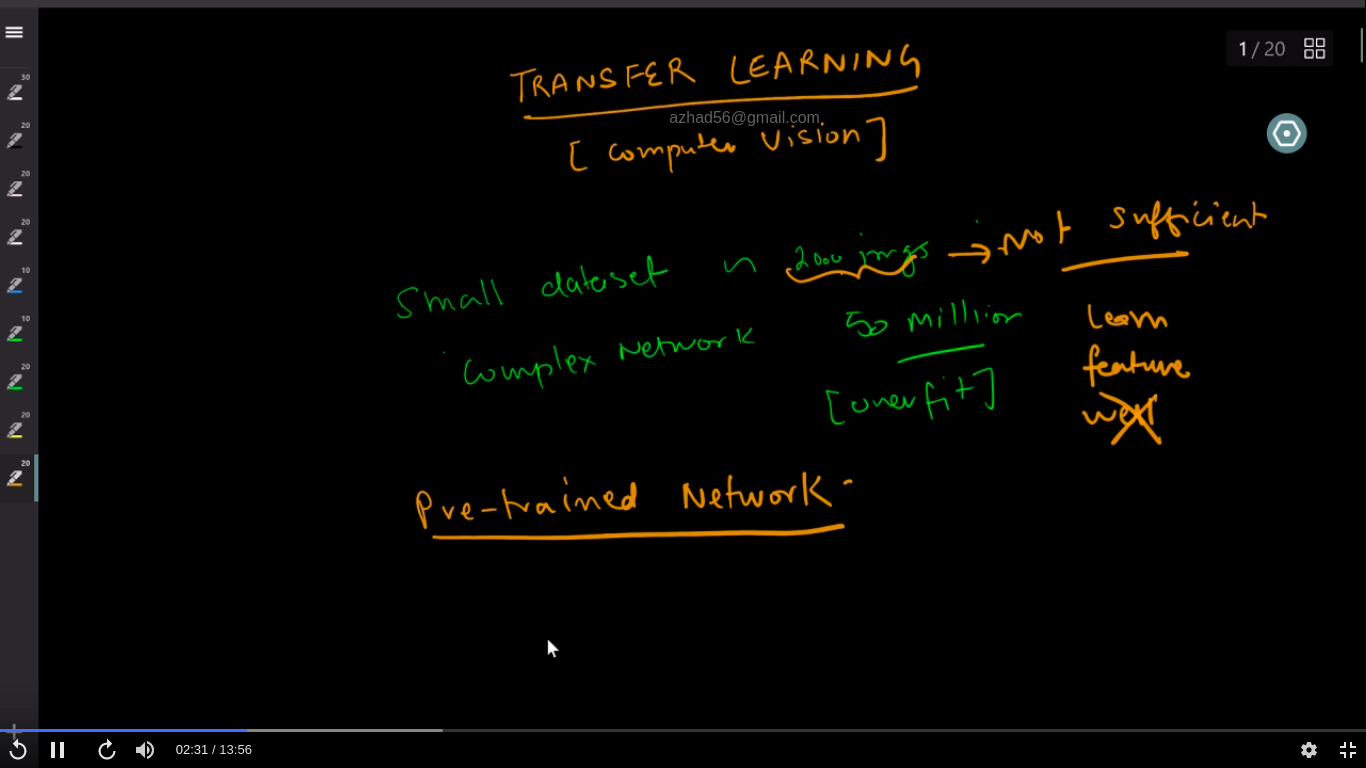 1 / 20
30
20
20
20
10
10
20
20
20
TRANSFER LEARNING
azhad56@gmail.com
[ Computer Vision ]
Small dataset ~ 2000 imgs → Not Sufficient
Complex Network 50 Million
[overfit]
learn
feature
well
Pre-trained Network
02:31 / 13:56